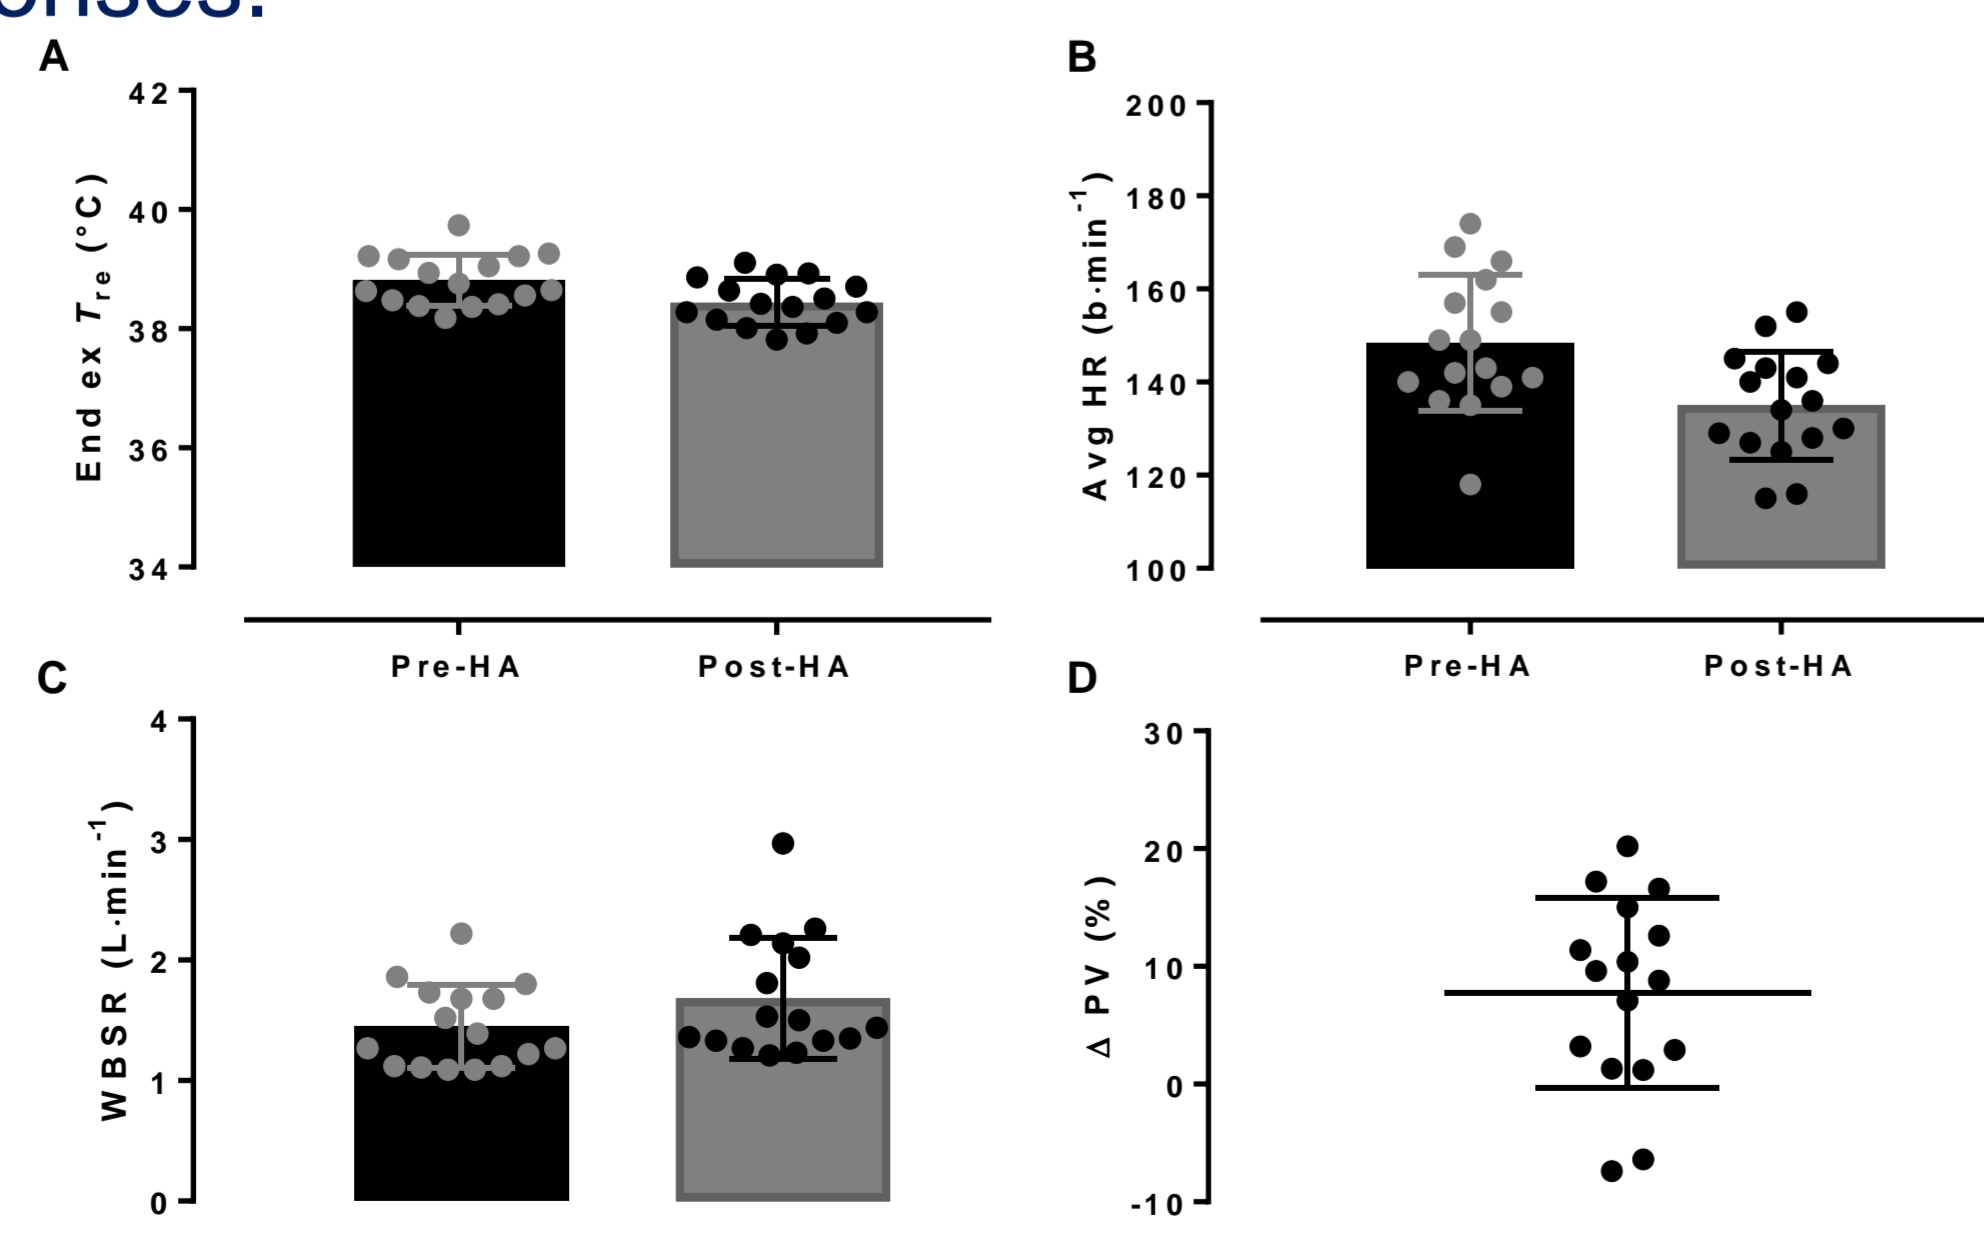 onses.
A
42
40
38
36
34
End ex Tre (°C)
Pre-HA Post-HA
B
200
180
160
140
120
100
Avg HR (b·min-1)
Pre-HA Post-HA
C
4
3
2
1
0
WBSR (L·min-1)
D
30
20
10
0
-10
Δ PV (%)